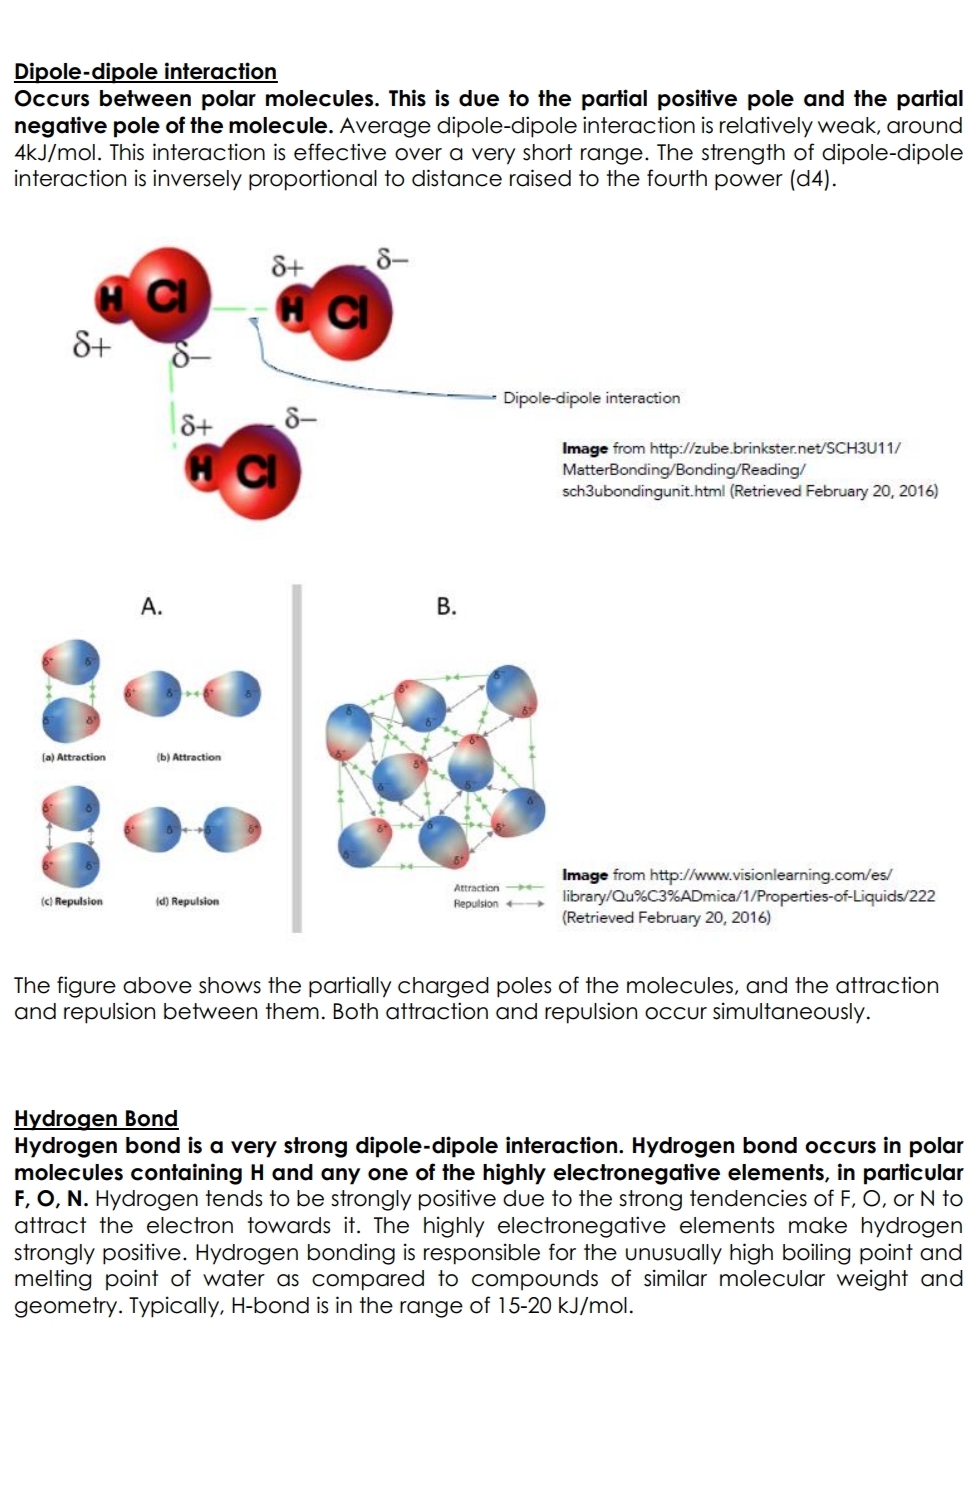 Dipole-dipole interaction
Occurs between polar molecules. This is due to the partial positive pole and the partial
negative pole of the molecule. Average dipole-dipole interaction is relatively weak, around
4kJ/mol. This interaction is effective over a very short range. The strength of dipole-dipole
interaction is inversely proportional to distance raised to the fourth power (d4).
δ+ δ–
H Cl H Cl
δ+ δ–
Dipole-dipole interaction
δ+ δ–
H Cl
Image from http://zube.brinkster.net/SCH3U11/
MatterBonding/Bonding/Reading/
sch3ubondingunit.html (Retrieved February 20, 2016)
A. B.
(a) Attraction (b) Attraction
(c) Repulsion (d) Repulsion
Attraction
Repulsion
Image from http://www.visionlearning.com/es/
library/Qu%C3%ADmica/1/Properties-of-Liquids/222
(Retrieved February 20, 2016)
The figure above shows the partially charged poles of the molecules, and the attraction
and repulsion between them. Both attraction and repulsion occur simultaneously.
Hydrogen Bond
Hydrogen bond is a very strong dipole-dipole interaction. Hydrogen bond occurs in polar
molecules containing H and any one of the highly electronegative elements, in particular
F, O, N. Hydrogen tends to be strongly positive due to the strong tendencies of F, O, or N to
attract the electron towards it. The highly electronegative elements make hydrogen
strongly positive. Hydrogen bonding is responsible for the unusually high boiling point and
melting point of water as compared to compounds of similar molecular weight and
geometry. Typically, H-bond is in the range of 15-20 kJ/mol.